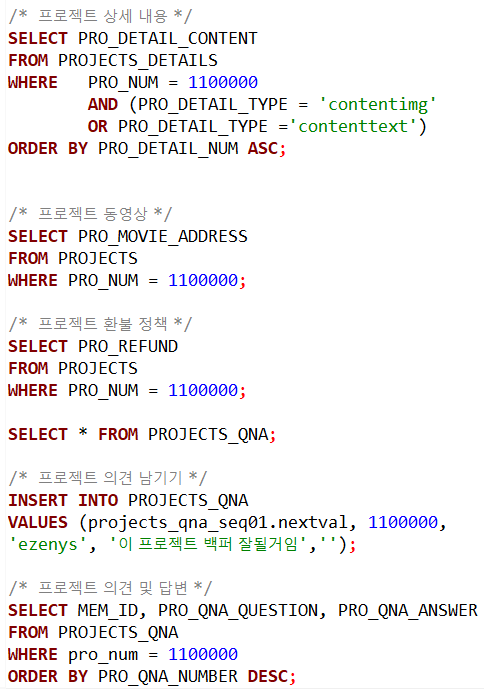 /* 프로젝트 상세 내용 */
SELECT PRO_DETAIL_CONTENT
FROM PROJECTS_DETAILS
WHERE   PRO_NUM = 1100000
        AND (PRO_DETAIL_TYPE = 'contentimg'
        OR PRO_DETAIL_TYPE ='contenttext')
ORDER BY PRO_DETAIL_NUM ASC;
/* 프로젝트 동영상 */
SELECT PRO_MOVIE_ADDRESS
FROM PROJECTS
WHERE PRO_NUM = 1100000;
/* 프로젝트 환불 정책 */
SELECT PRO_REFUND
FROM PROJECTS
WHERE PRO_NUM = 1100000;
SELECT * FROM PROJECTS_QNA;
/* 프로젝트 의견 남기기 */
INSERT INTO PROJECTS_QNA
VALUES (projects_qna_seq01.nextval, 1100000,
'ezenys', '이 프로젝트 백퍼 잘될거임','');
/* 프로젝트 의견 및 답변 */
SELECT MEM_ID, PRO_QNA_QUESTION, PRO_QNA_ANSWER
FROM PROJECTS_QNA
WHERE pro_num = 1100000
ORDER BY PRO_QNA_NUMBER DESC;